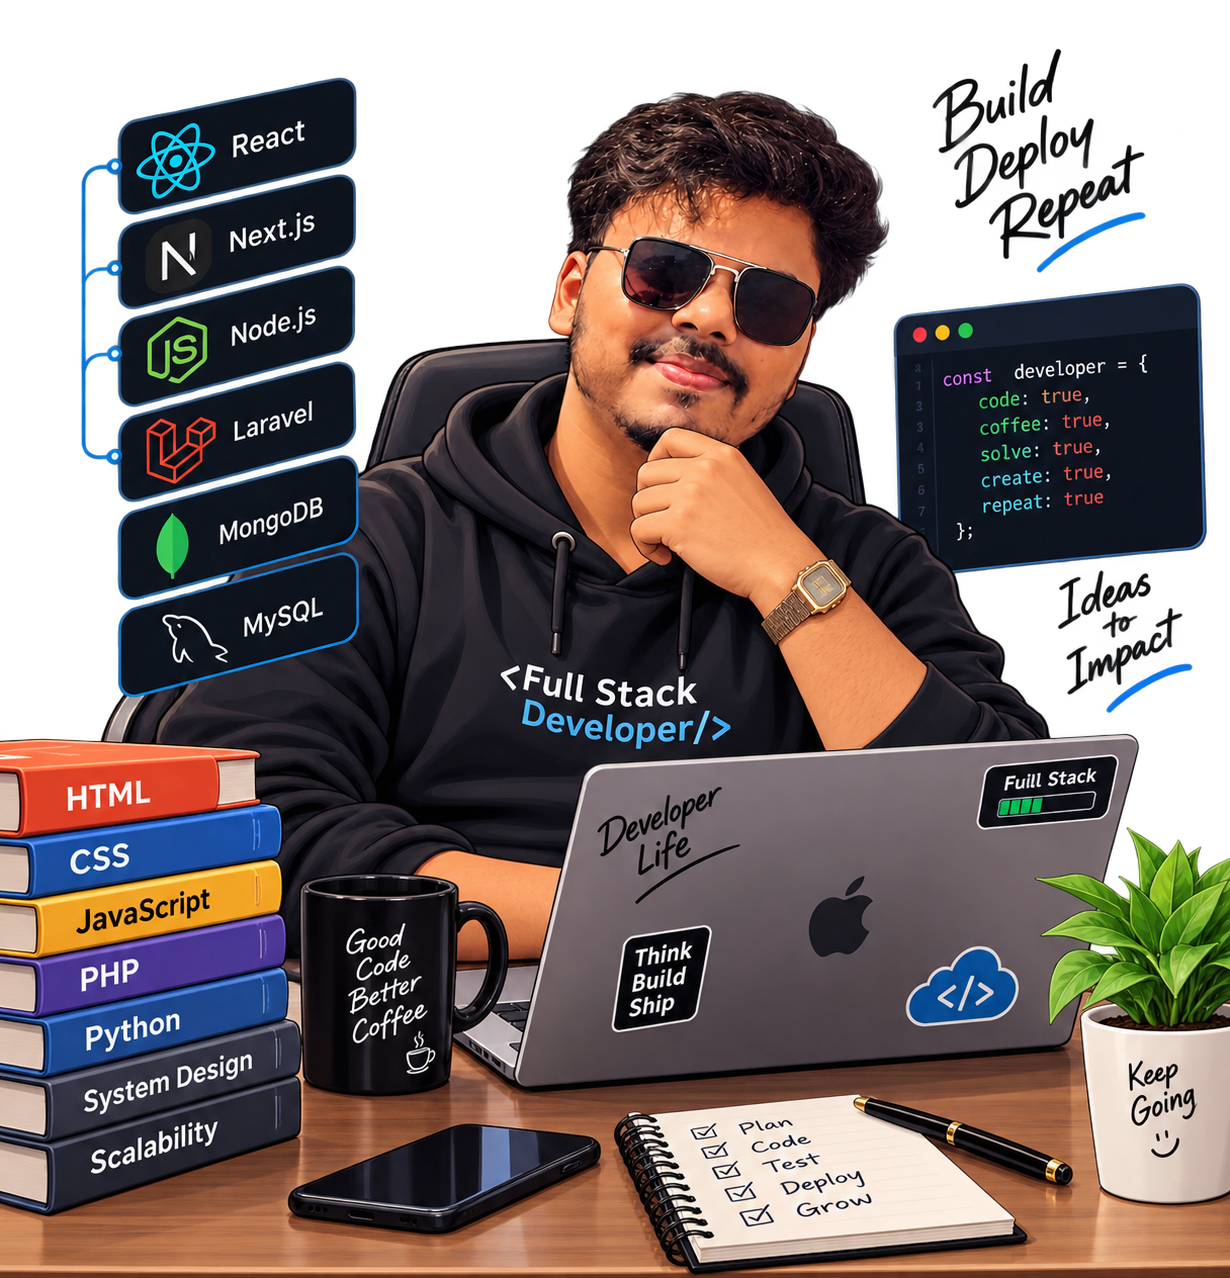 React
Next.js
Node.js
JS
Laravel
MongoDB
MySQL
Build
Deploy
Repeat
const developer = {
code: true,
coffee: true,
solve: true,
create: true,
repeat: true
};
Ideas
to
Impact
<Full Stack
Developer/>
HTML
CSS
JavaScript
PHP
Python
System Design
Scalability
Good
Code
Better
Coffee
Developer
Life
Fuill Stack
Think
Build
Ship
</>
Keep
Going
Plan
Code
Test
Deploy
Grow